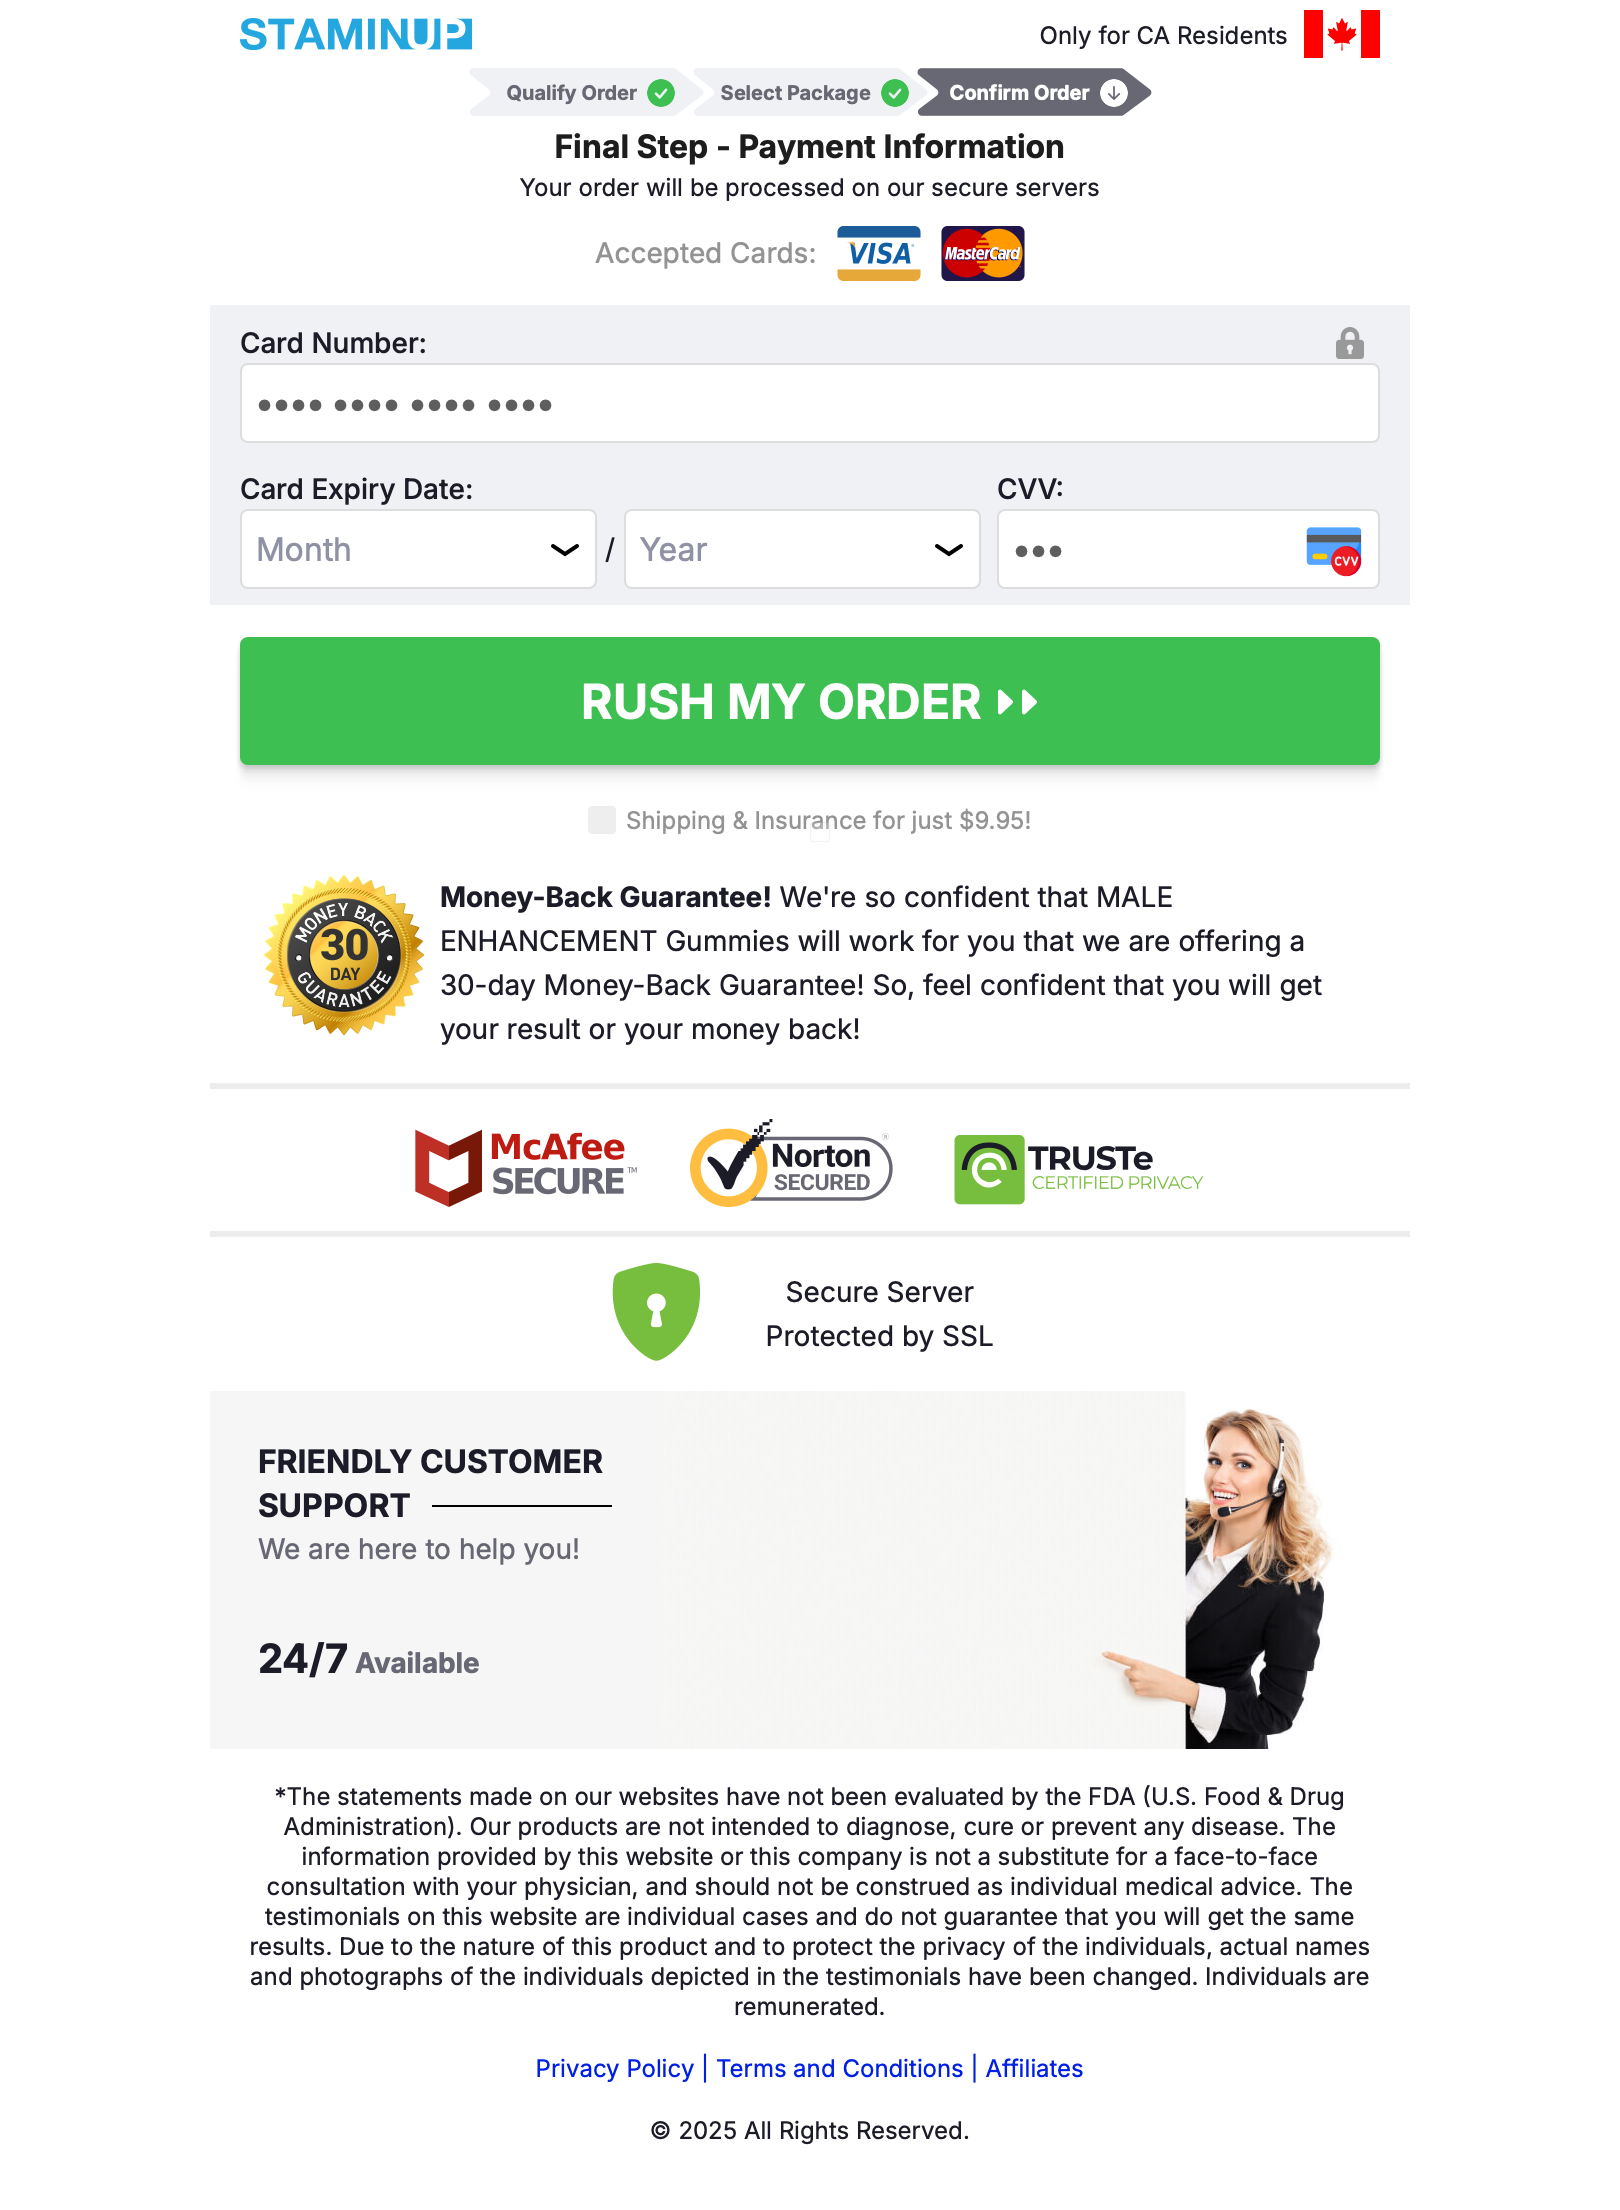 STAMINUP
Only for CA Residents
Qualify Order
Select Package
Confirm Order
Final Step - Payment Information
Your order will be processed on our secure servers
Accepted Cards:
VISA
MasterCard
Card Number:
•••• •••• •••• ••••
Card Expiry Date:
CVV:
Month
/
Year
•••
CVV
RUSH MY ORDER
Shipping & Insurance for just $9.95!
MONEY BACK
30
DAY
GUARANTEE
Money-Back Guarantee! We're so confident that MALE
ENHANCEMENT Gummies will work for you that we are offering a
30-day Money-Back Guarantee! So, feel confident that you will get
your result or your money back!
McAfee
SECURE™
Norton
SECURED
TRUSTe
CERTIFIED PRIVACY
Secure Server
Protected by SSL
FRIENDLY CUSTOMER
SUPPORT
We are here to help you!
24/7 Available
*The statements made on our websites have not been evaluated by the FDA (U.S. Food & Drug
Administration). Our products are not intended to diagnose, cure or prevent any disease. The
information provided by this website or this company is not a substitute for a face-to-face
consultation with your physician, and should not be construed as individual medical advice. The
testimonials on this website are individual cases and do not guarantee that you will get the same
results. Due to the nature of this product and to protect the privacy of the individuals, actual names
and photographs of the individuals depicted in the testimonials have been changed. Individuals are
remunerated.
Privacy Policy | Terms and Conditions | Affiliates
© 2025 All Rights Reserved.